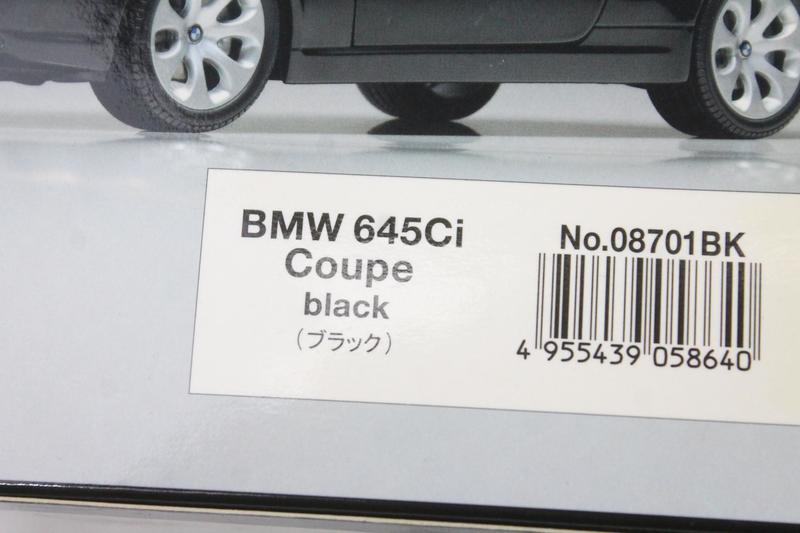 BMW 645Ci
Coupe
black
(ブラック)
No.08701BK
4 955439 058640